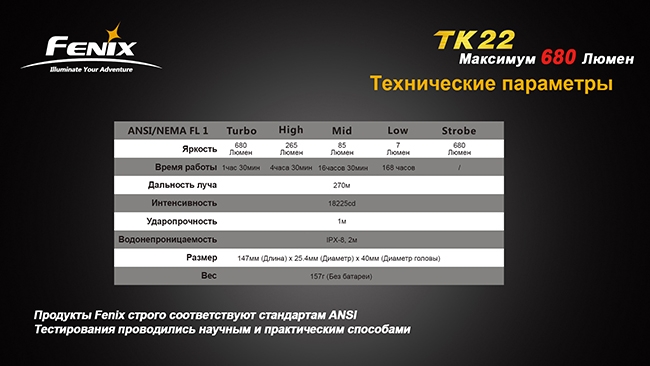 FENIX
Illuminate Your Adventure
TK22
Максимум 680 Люмен
Технические параметры
ANSI/NEMA FL 1 Turbo High Mid Low Strobe
Яркость 680 Люмен 265 Люмен 85 Люмен 7 Люмен 680 Люмен
Время работы 1час 30мин 4часа 30мин 16часов 30мин 168 часов /
Дальность луча 270м
Интенсивность 18225cd
Ударопрочность 1м
Водонепроницаемость IPX-8, 2м
Размер 147мм (Длина) x 25.4мм (Диаметр) x 40мм (Диаметр головы)
Вес 157г (Без батареи)
Продукты Fenix строго соответствуют стандартам ANSI
Тестирования проводились научным и практическим способами